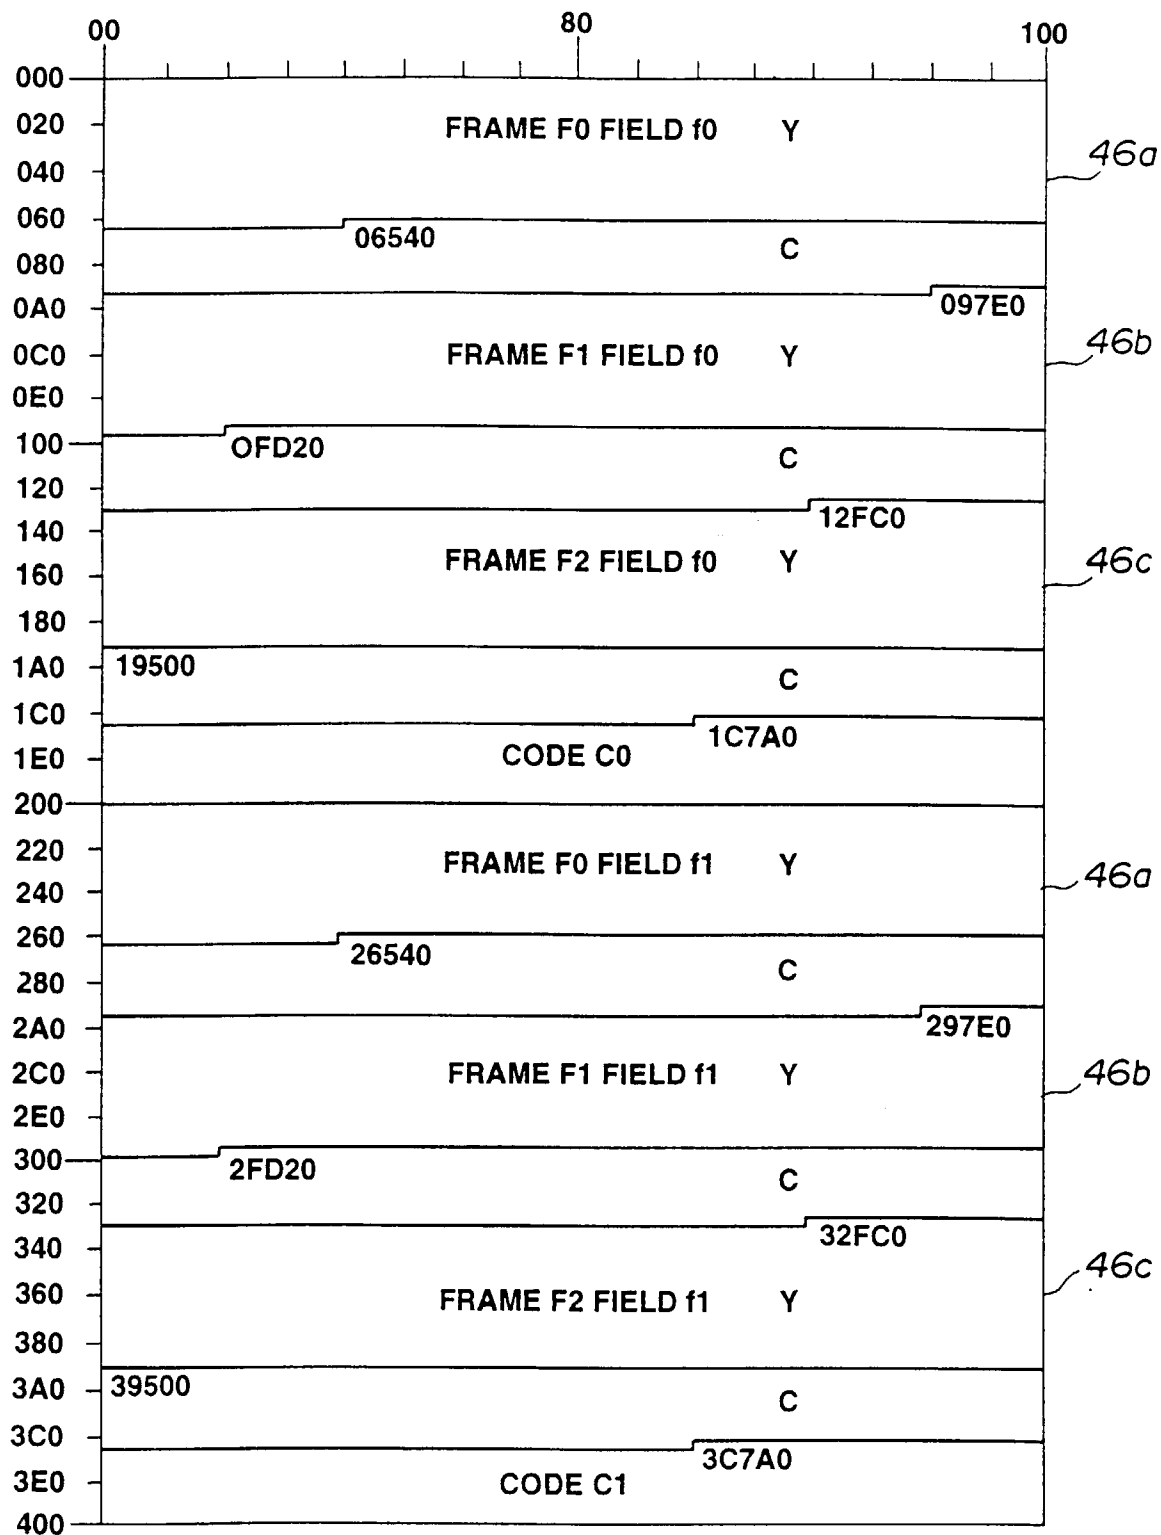 00 80 100
000
020 FRAME F0 FIELD f0 Y
040 46a
060
06540
C
080
0A0 097E0
0C0 FRAME F1 FIELD f0 Y 46b
0E0
100 OFD20
C
120
12FC0
140
160 FRAME F2 FIELD f0 Y 46c
180
1A0 19500
C
1C0
1C7A0
1E0 CODE C0
200
220 FRAME F0 FIELD f1 Y
240 46a
260
26540
C
280
2A0 297E0
2C0 FRAME F1 FIELD f1 Y 46b
2E0
300 2FD20
C
320
32FC0
340 46c
360 FRAME F2 FIELD f1 Y
380
3A0 39500
C
3C0
3C7A0
3E0 CODE C1
400